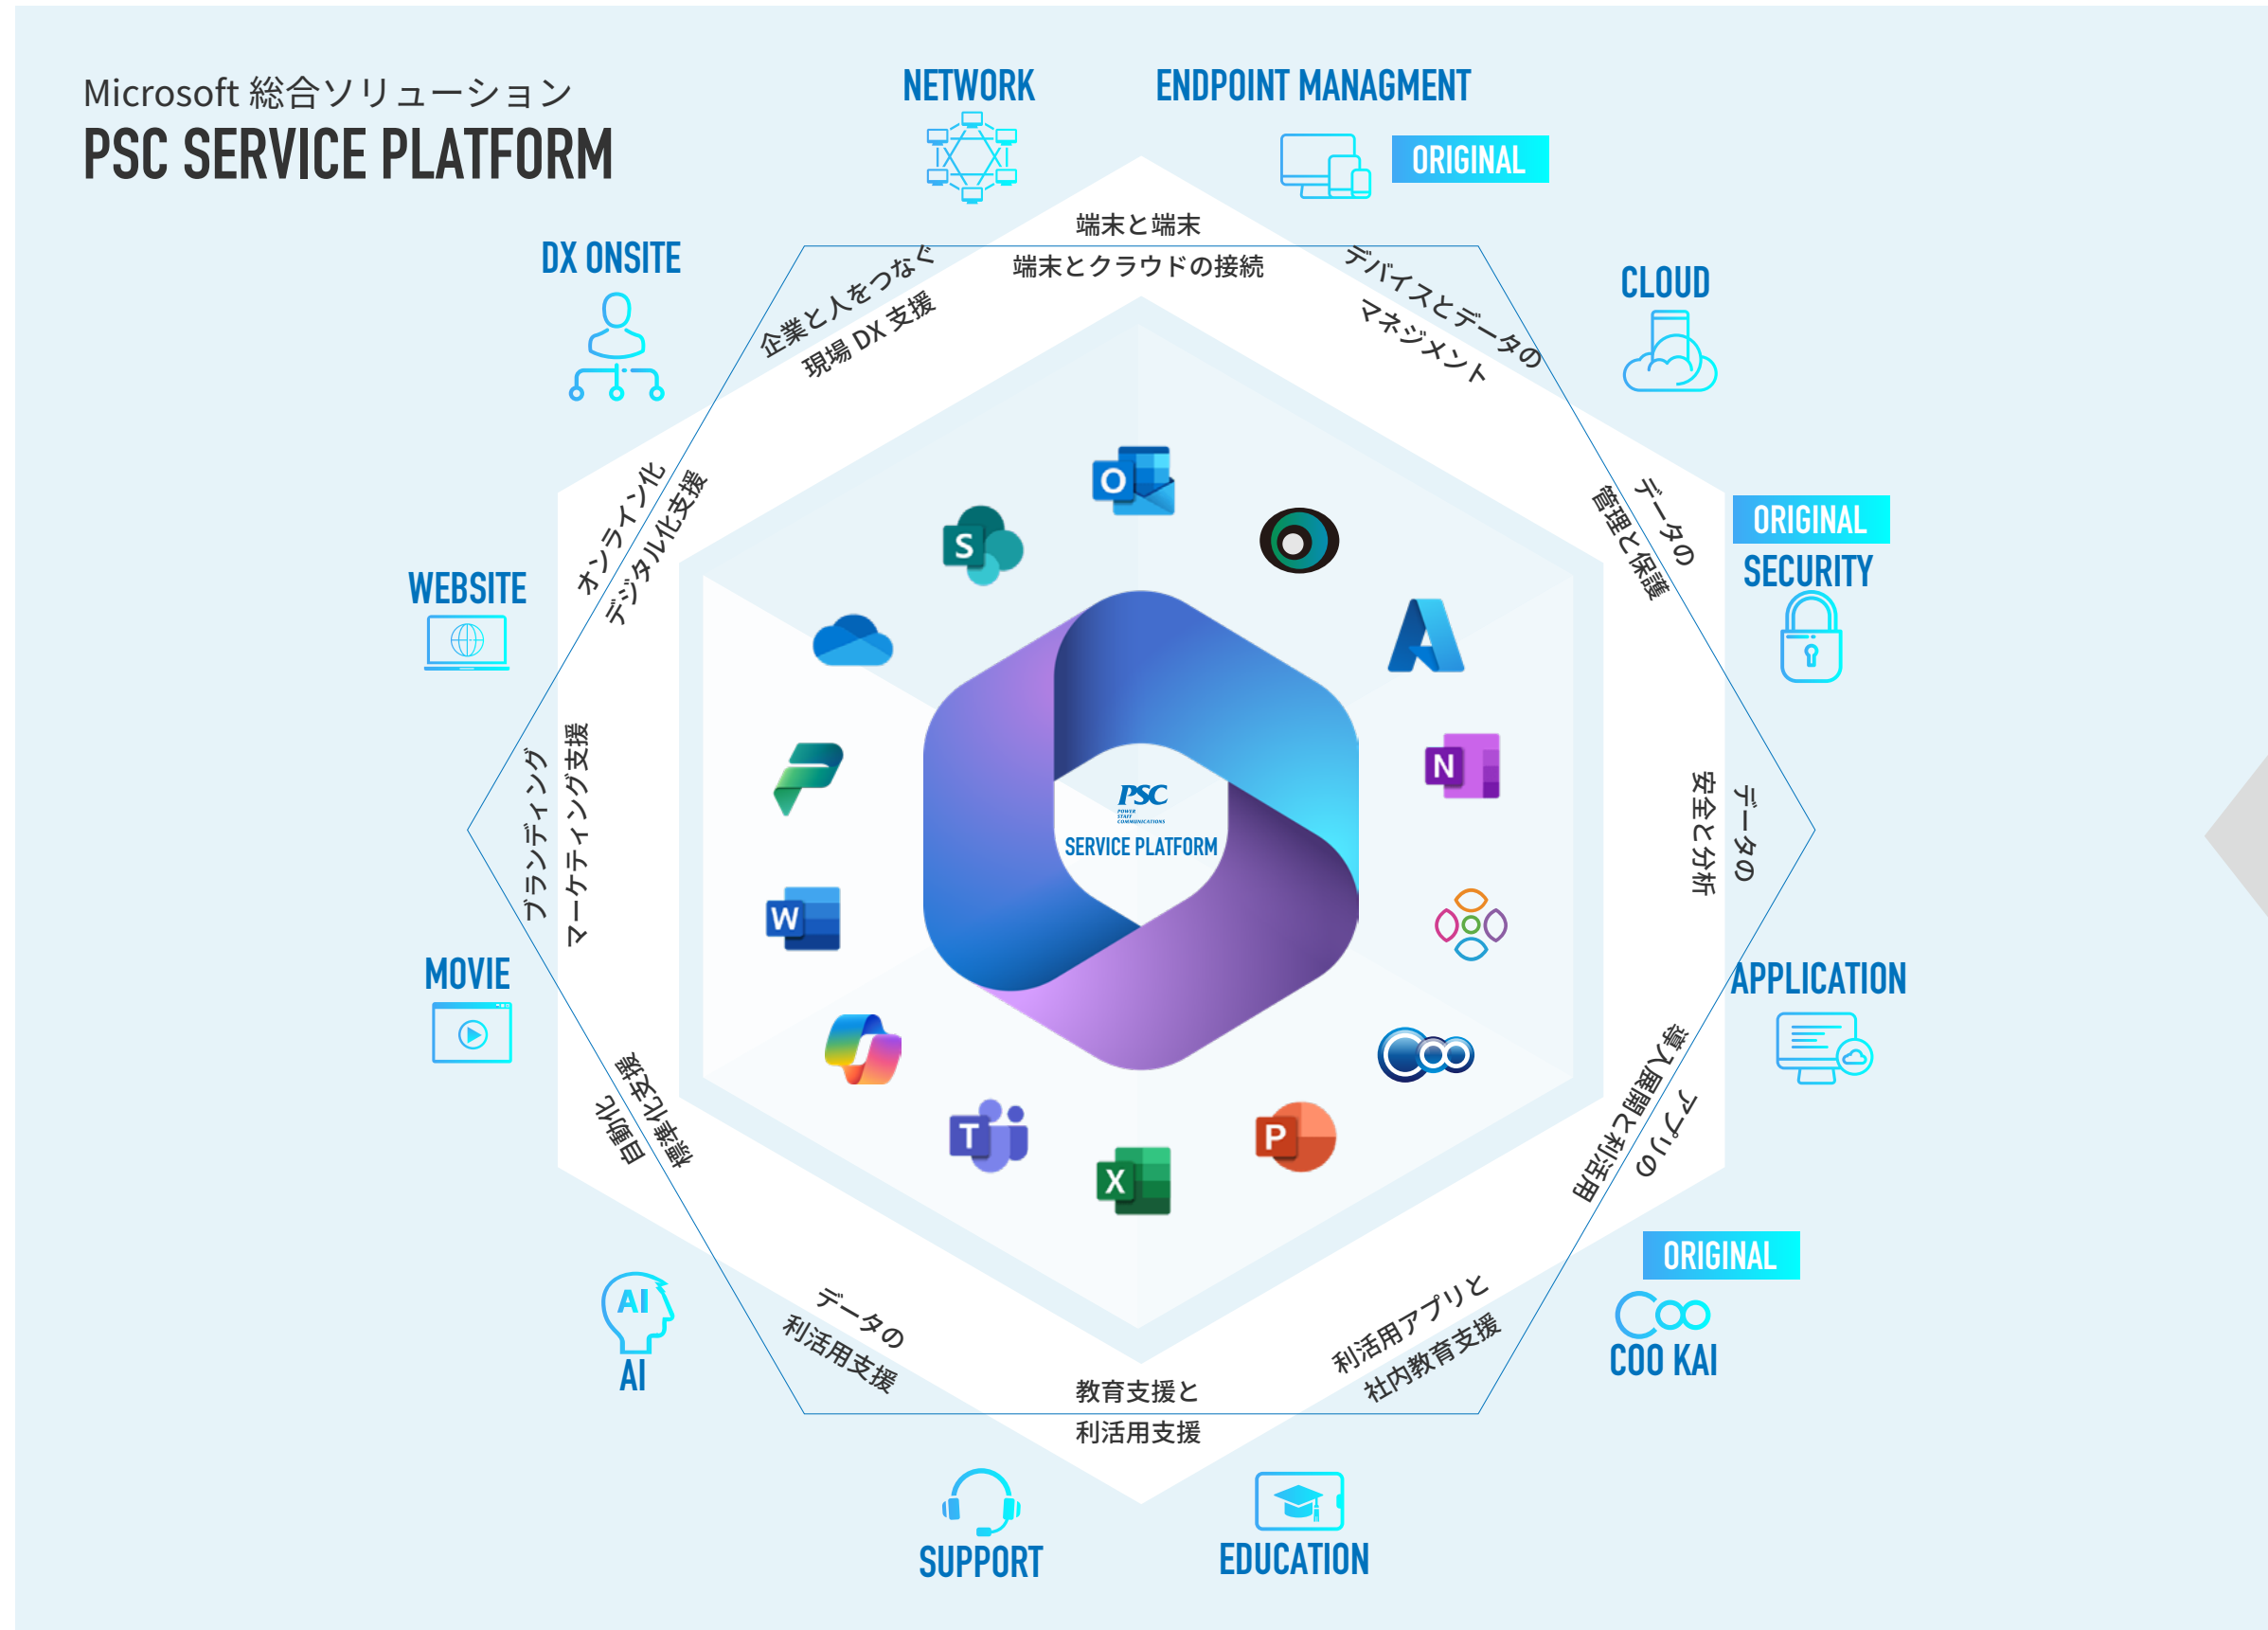 Microsoft 総合ソリューション
PSC SERVICE PLATFORM
NETWORK
ENDPOINT MANAGMENT
ORIGINAL
端末と端末
端末とクラウドの接続
DX ONSITE
企業と人をつなぐ
現場 DX 支援
デバイスとデータの
マネジメント
CLOUD
オンライン化
デジタル化支援
データの
管理と保護
ORIGINAL
SECURITY
WEBSITE
O
S
N
ブランディング
マーケティング支援
PSC
POWER
STAFF
COMMUNICATIONS
SERVICE PLATFORM
データの
安全と分析
W
MOVIE
APPLICATION
自動化
標準化支援
T
X
P
アプリの
導入展開と利活用
ORIGINAL
COO KAI
AI
AI
データの
利活用支援
教育支援と
利活用支援
利活用アプリと
社内教育支援
SUPPORT
EDUCATION